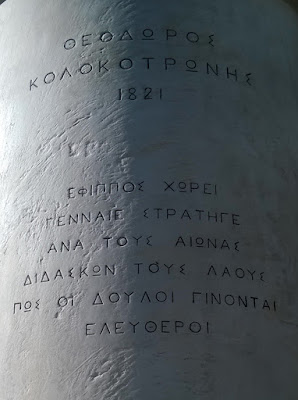 ΘΕΟΔΩΡΟΣ
ΚΟΛΟΚΟΤΡΩΝΗΣ
1821
ΕΦΙΠΠΟΣ ΧΩΡΕΙ
ΓΕΝΝΑΙΕ ΣΤΡΑΤΗΓΕ
ΑΝΑ ΤΟΥΣ ΑΙΩΝΑΣ
ΔΙΔΑΣΚΩΝ ΤΟΥΣ ΛΑΟΥΣ
ΠΩΣ ΟΙ ΔΟΥΛΟΙ ΓΙΝΟΝΤΑΙ
ΕΛΕΥΘΕΡΟΙ